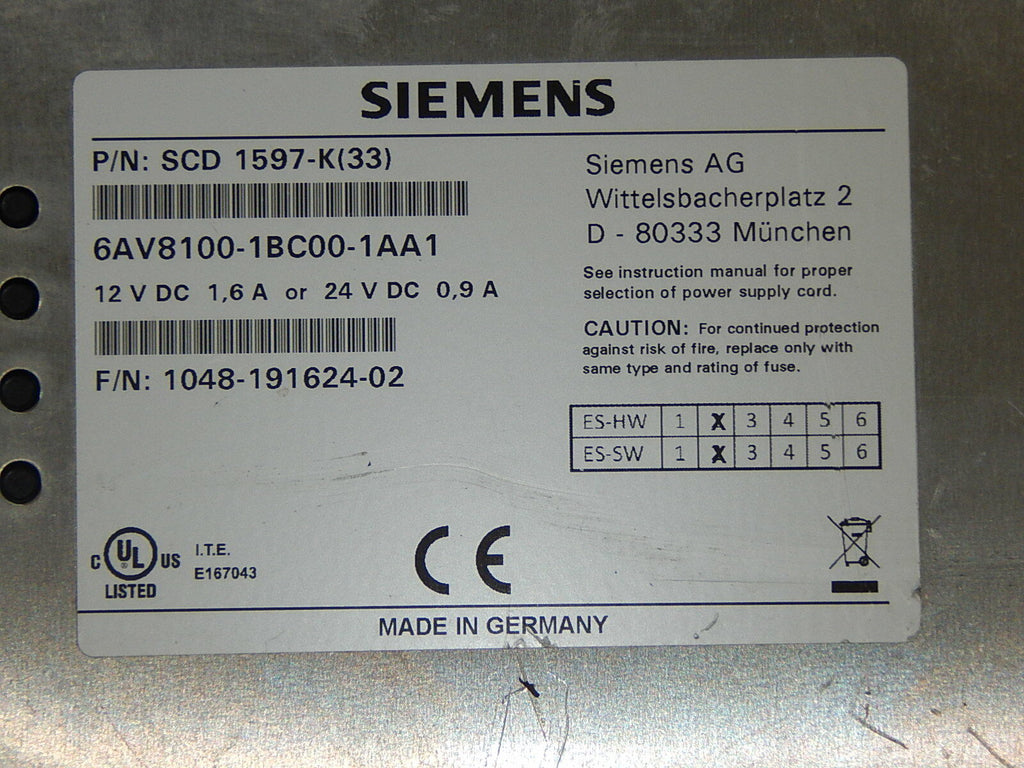 SIEMENS
P/N: SCD 1597-K(33)
6AV8100-1BC00-1AA1
12 V DC 1,6 A or 24 V DC 0,9 A
F/N: 1048-191624-02
Siemens AG
Wittelsbacherplatz 2
D - 80333 München
See instruction manual for proper
selection of power supply cord.
CAUTION: For continued protection
against risk of fire, replace only with
same type and rating of fuse.
ES-HW 1 X 3 4 5 6
ES-SW 1 X 3 4 5 6
C UL ® US
LISTED
I.T.E.
E167043
CE
MADE IN GERMANY